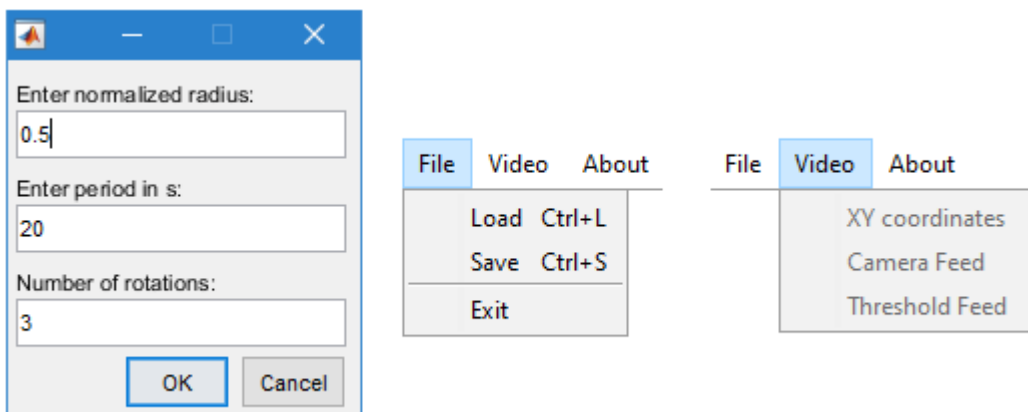 Enter normalized radius:
0.5
Enter period in s:
20
Number of rotations:
3
OK Cancel
File Video About
Load Ctrl+L
Save Ctrl+S
Exit
File Video About
XY coordinates
Camera Feed
Threshold Feed